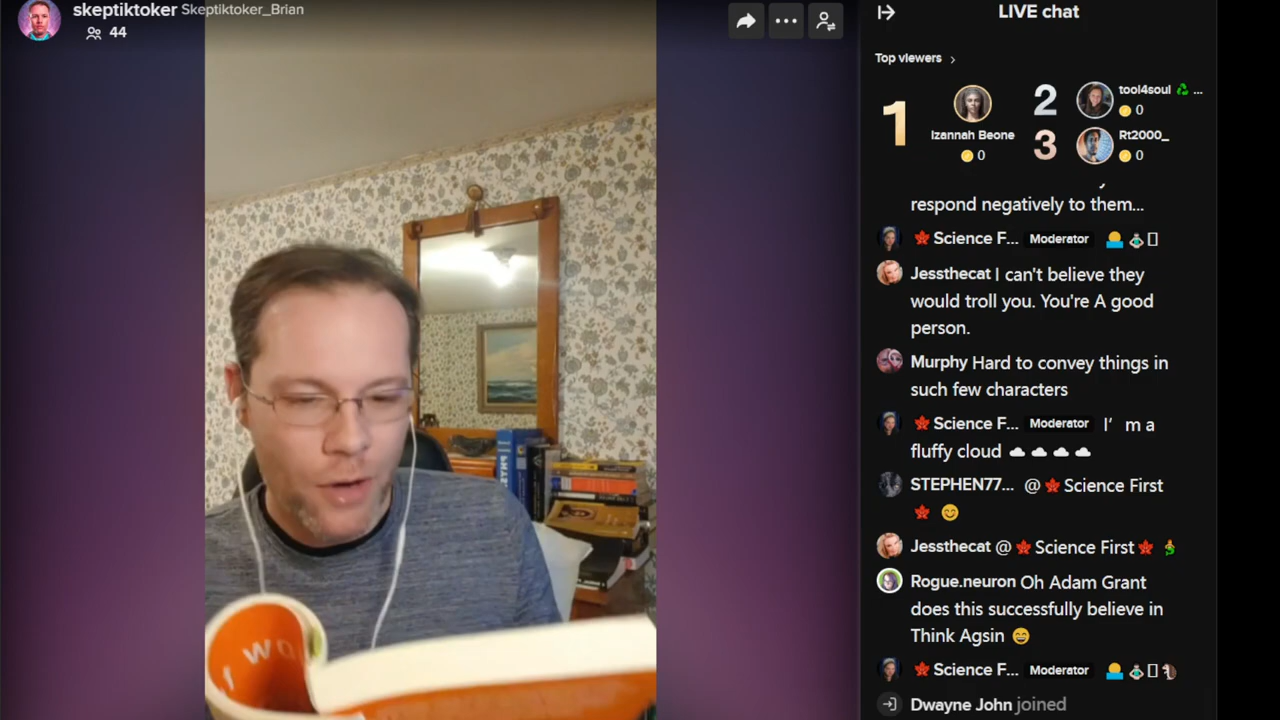 skeptiktoker Skeptiktoker_Brian
44
LIVE chat
Top viewers >
1
Izannah Beone
0
2
tool4soul ♻ ...
0
3
Rt2000_
0
respond negatively to them...
Science F... Moderator
Jessthecat I can't believe they
would troll you. You're A good
person.
Murphy Hard to convey things in
such few characters
Science F... Moderator I' m a
fluffy cloud ☁ ☁ ☁ ☁
STEPHEN77... @ Science First
😊
Jessthecat @ Science First
Rogue.neuron Oh Adam Grant
does this successfully believe in
Think Agsin 😄
Science F... Moderator
Dwayne John joined
PHYS
I wa